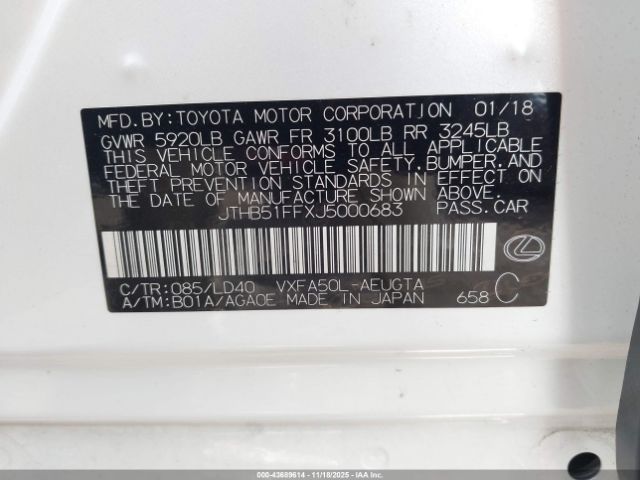 MFD. BY: TOYOTA MOTOR CORPORATION 01/18
GVWR 5920LB GAWR FR 3100LB RR 3245LB
THIS VEHICLE CONFORMS TO ALL APPLICABLE
FEDERAL MOTOR VEHICLE SAFETY, BUMPER, AND
THEFT PREVENTION STANDARDS IN EFFECT ON
THE DATE OF MANUFACTURE SHOWN ABOVE.
JTHB51FFXJ5000683 PASS. CAR
C/TR: 085/LD40 VXFA50L-AEUGTA
A/TM: B01A/AGA0E MADE IN JAPAN 658 C
000-43689614 - 11/18/2025 - IAAI.COM